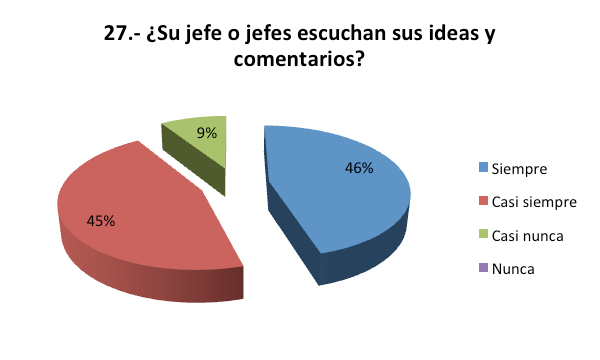 27.- ¿Su jefe o jefes escuchan sus ideas y
comentarios?
9%
46%
45%
Siempre
Casi siempre
Casi nunca
Nunca